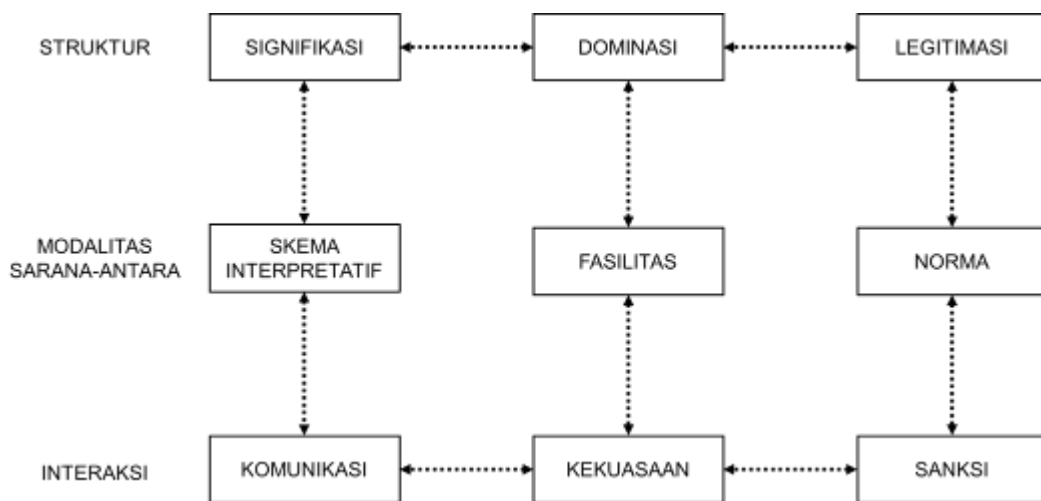 STRUKTUR
SIGNIFIKASI
DOMINASI
LEGITIMASI
MODALITAS
SARANA-ANTARA
SKEMA
INTERPRETATIF
FASILITAS
NORMA
INTERAKSI
KOMUNIKASI
KEKUASAAN
SANKSI